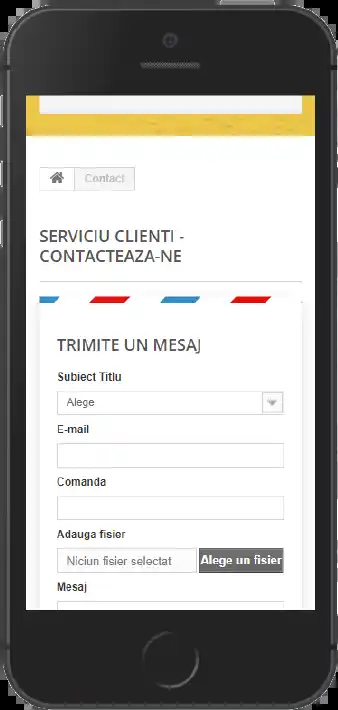 Contact
SERVICIU CLIENTI -
CONTACTEAZA-NE
TRIMITE UN MESAJ
Subiect Titlu
Alege
E-mail
Comanda
Adauga fisier
Niciun fisier selectat Alege un fisier
Mesaj